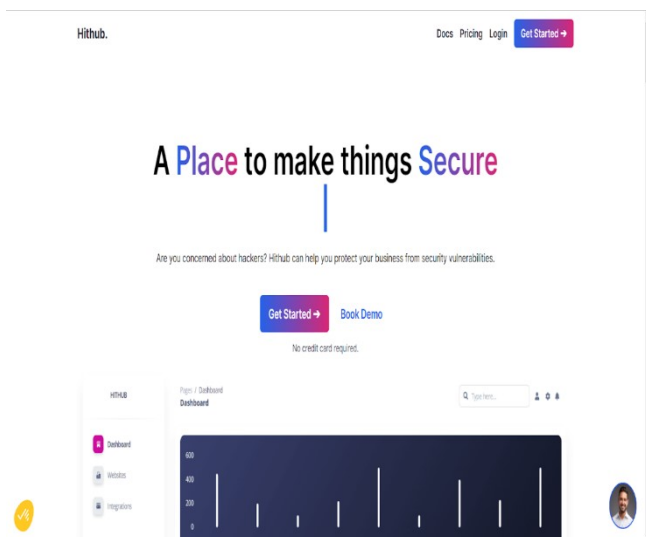 Hithub.
Docs Pricing Login Get Started →
A Place to make things Secure
Are you concerned about hackers? Hithub can help you protect your business from security vulnerabilities.
Get Started → Book Demo
No credit card required.
HITHUB
Pages / Dashboard
Dashboard
Type here...
Dashboard
Websites
Integrations
600
400
200
0